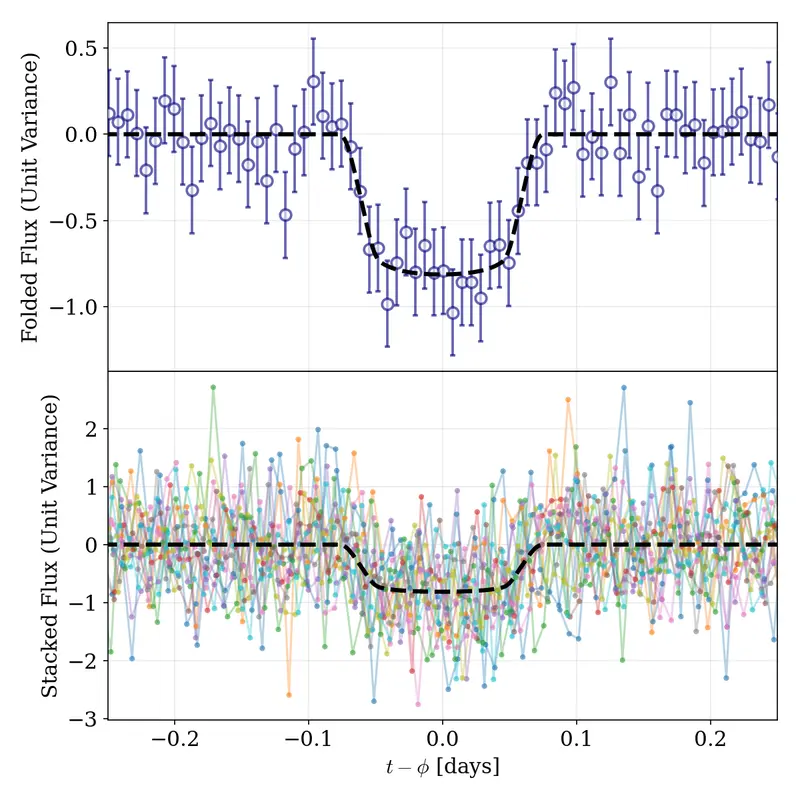 Folded Flux (Unit Variance)
0.5
0.0
−0.5
−1.0
Stacked Flux (Unit Variance)
2
1
0
−1
−2
−3
−0.2 −0.1 0.0 0.1 0.2
t − ϕ [days]